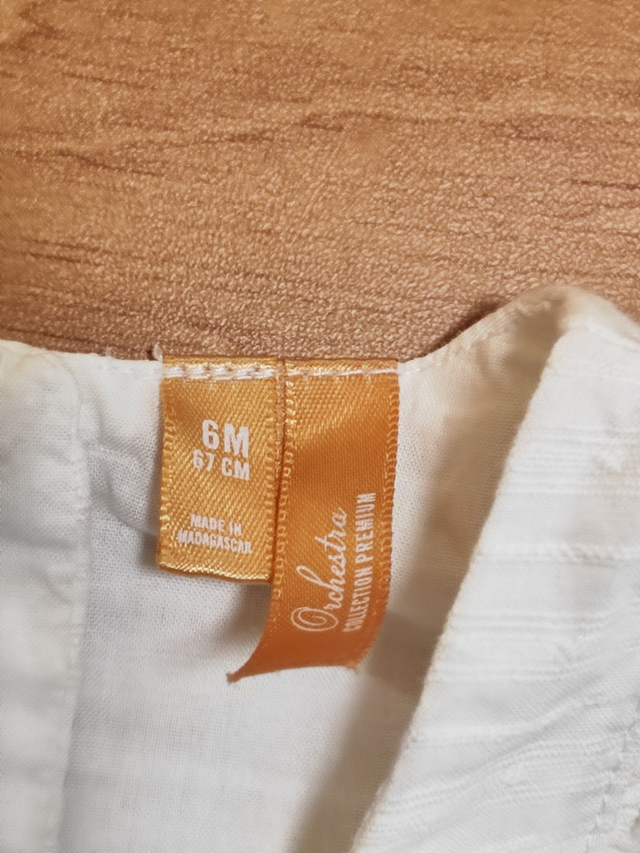 6M
67 CM
MADE IN
MADAGASCAR
Orchestra
COLLECTION PREMIUM